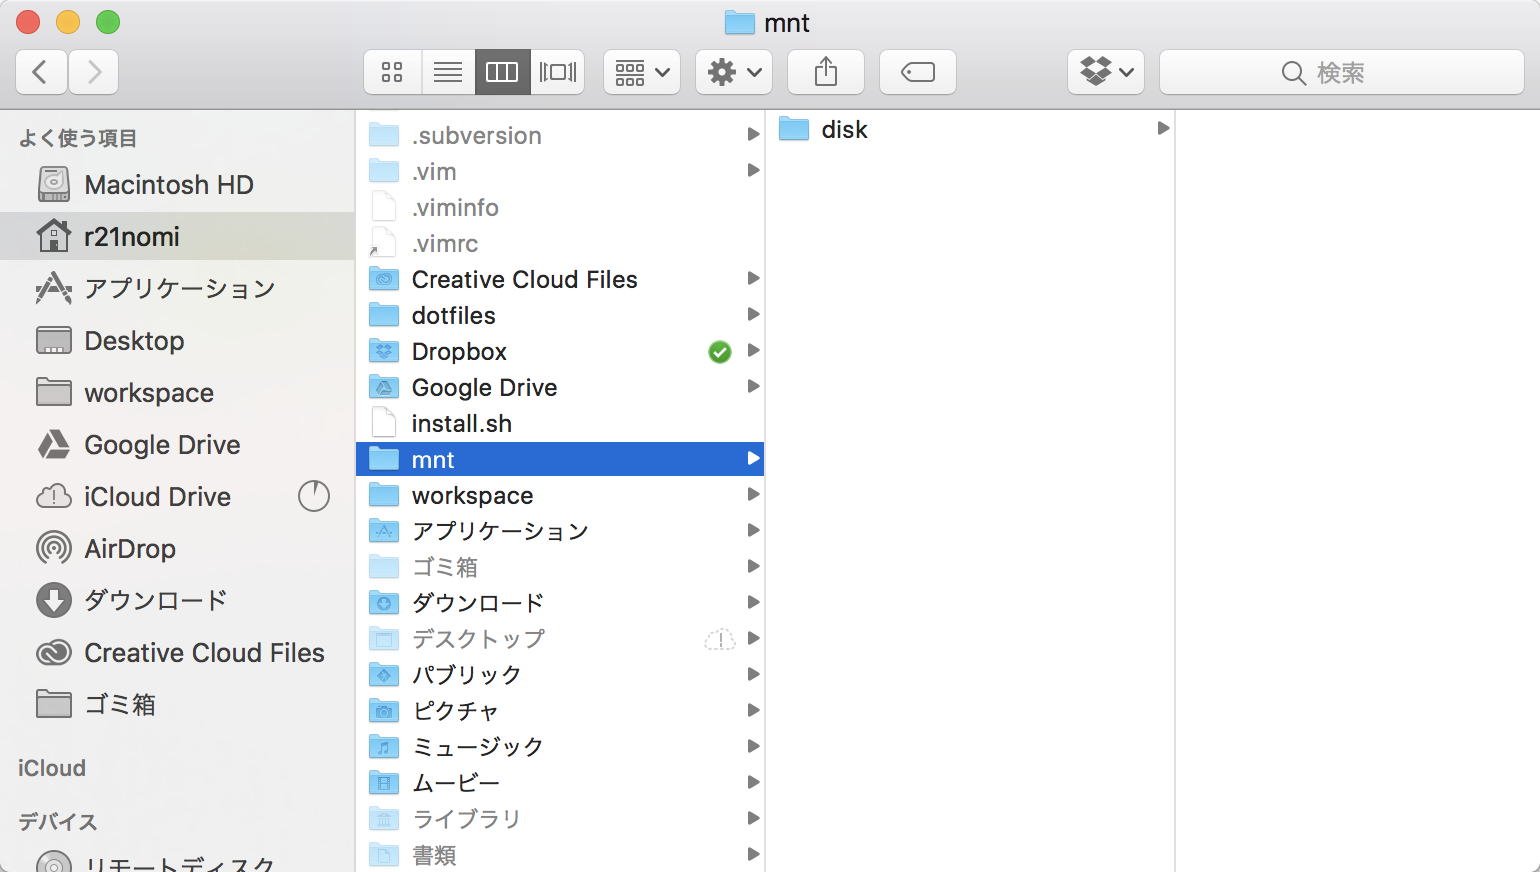 mnt
検索
よく使う項目
Macintosh HD
r21nomi
アプリケーション
Desktop
workspace
Google Drive
iCloud Drive
AirDrop
ダウンロード
Creative Cloud Files
ゴミ箱
iCloud
デバイス
リモートディスク
.subversion
.vim
.viminfo
.vimrc
Creative Cloud Files
dotfiles
Dropbox
Google Drive
install.sh
mnt
workspace
アプリケーション
ゴミ箱
ダウンロード
デスクトップ
パブリック
ピクチャ
ミュージック
ムービー
ライブラリ
書類
disk